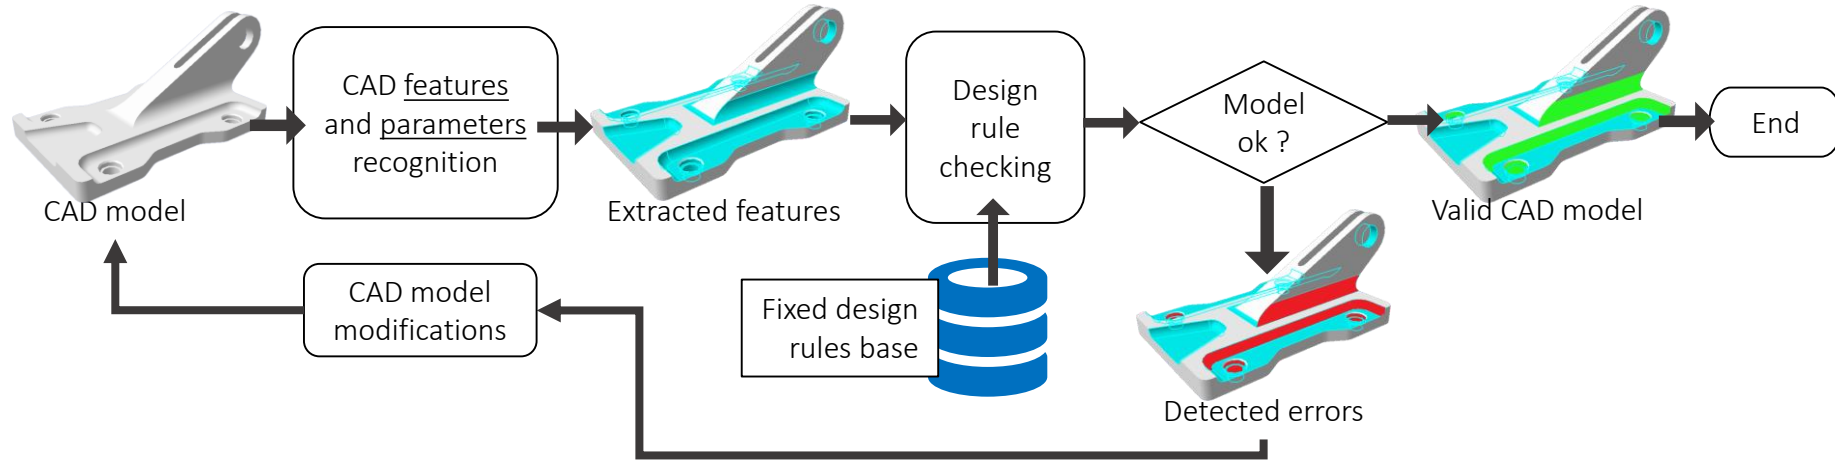 CAD model
CAD features
and parameters
recognition
Extracted features
Design
rule
checking
Model
ok ?
Valid CAD model
End
CAD model
modifications
Fixed design
rules base
Detected errors